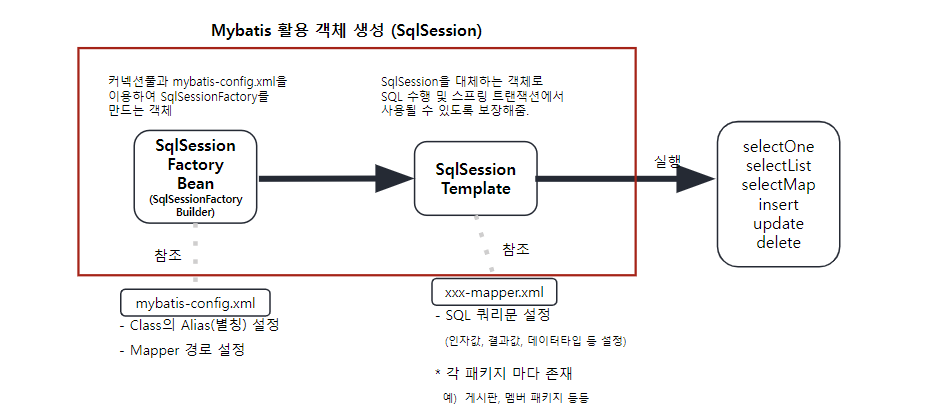 Mybatis 활용 객체 생성 (SqlSession)
커넥션풀과 mybatis-config.xml을
이용하여 SqlSessionFactory를
만드는 객체
SqlSession을 대체하는 객체로
SQL 수행 및 스프링 트랜잭션에서
사용될 수 있도록 보장해줌.
SqlSession
Factory
Bean
(SqlSessionFactory
Builder)
SqlSession
Template
실행
selectOne
selectList
selectMap
insert
update
delete
참조
참조
mybatis-config.xml
- Class의 Alias(별칭) 설정
- Mapper 경로 설정
xxx-mapper.xml
- SQL 쿼리문 설정
(인자값, 결과값, 데이터타입 등 설정)
* 각 패키지 마다 존재
예) 게시판, 멤버 패키지 등등